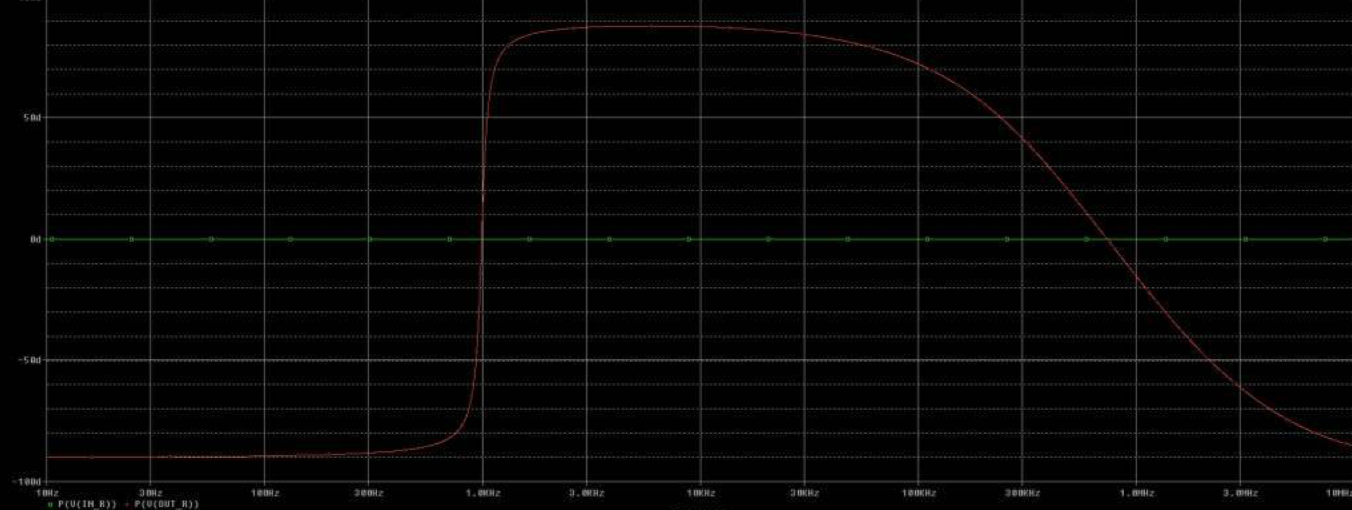 50d
0d
-50d
-100d
10Hz 30Hz 100Hz 300Hz 1.0KHz 3.0KHz 10KHz 30KHz 100KHz 300KHz 1.0MHz 3.0MHz 10MHz
P(V(IN_R)) P(V(OUT_R))